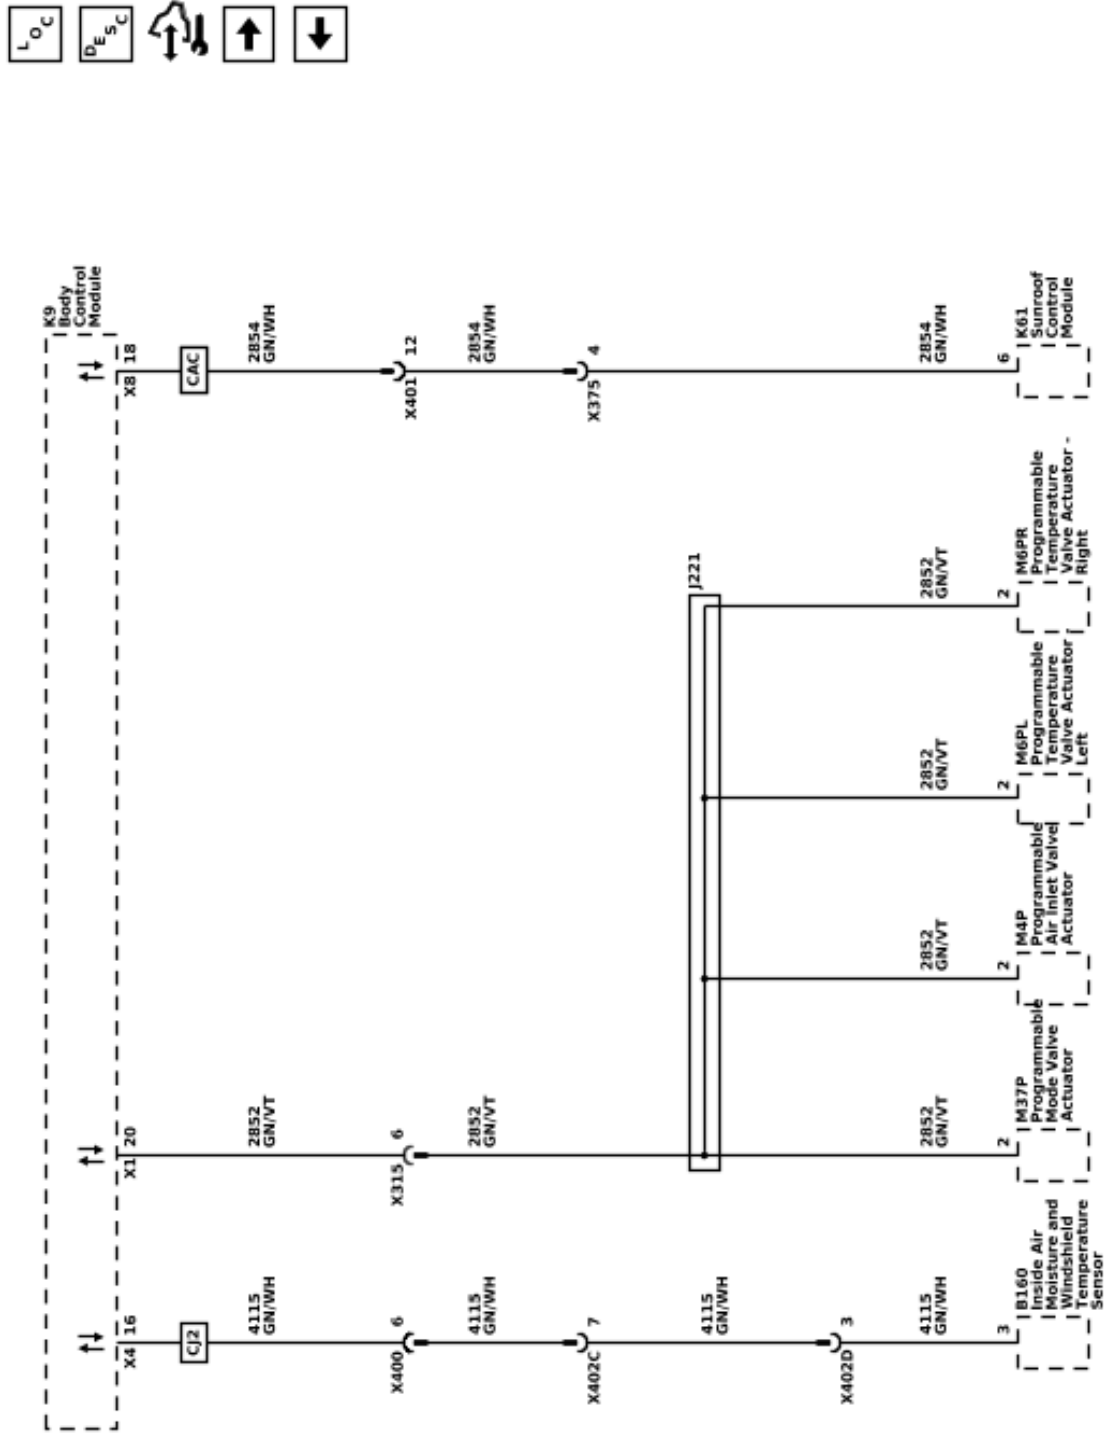 LOC
DESC
K9
Body
Control
Module
X4 16
X1 20
X8 18
CJ2
CAC
4115
GN/WH
2852
GN/VT
2854
GN/WH
X400 6
X315 6
X401 12
4115
GN/WH
2852
GN/VT
2854
GN/WH
X402C 7
X375 4
J221
4115
GN/WH
X402D 3
4115
GN/WH
2852
GN/VT
2852
GN/VT
2852
GN/VT
2852
GN/VT
2854
GN/WH
3
2
2
2
2
6
B160
Inside Air
Moisture and
Windshield
Temperature
Sensor
M37P
Programmable
Mode Valve
Actuator
M4P
Programmable
Air Inlet Valve
Actuator
M6PL
Programmable
Temperature
Valve Actuator
Left
M6PR
Programmable
Temperature
Valve Actuator -
Right
K61
Sunroof
Control
Module